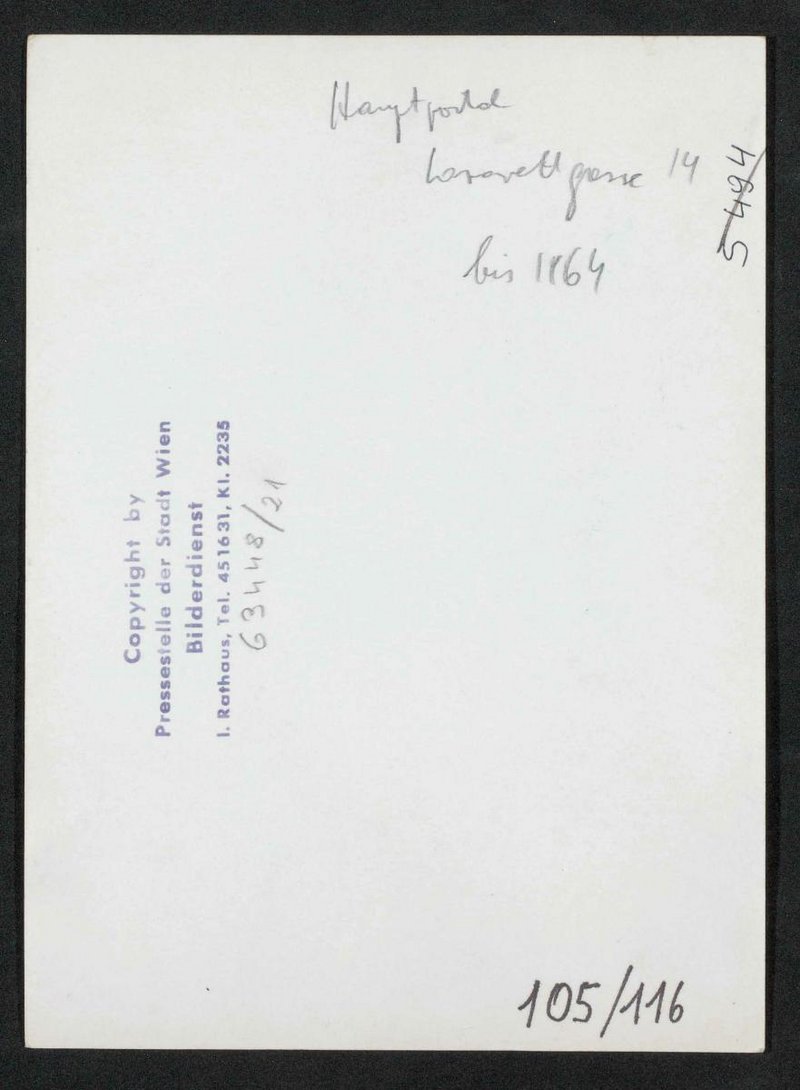 Hauptportal
Lazarettgasse 14
bis 1864
5494
Copyright by
Pressestelle der Stadt Wien
Bilderdienst
I. Rathaus, Tel. 451631, Kl. 2235
63448/21
105/116